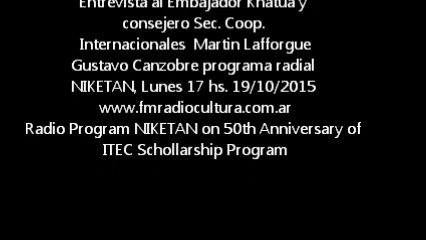 Entrevista al Embajador Khatua y
consejero Sec. Coop.
Internacionales Martin Lafforgue
Gustavo Canzobre programa radial
NIKETAN, Lunes 17 hs. 19/10/2015
www.fmradiocultura.com.ar
Radio Program NIKETAN on 50th Anniversary of
ITEC Schollarship Program